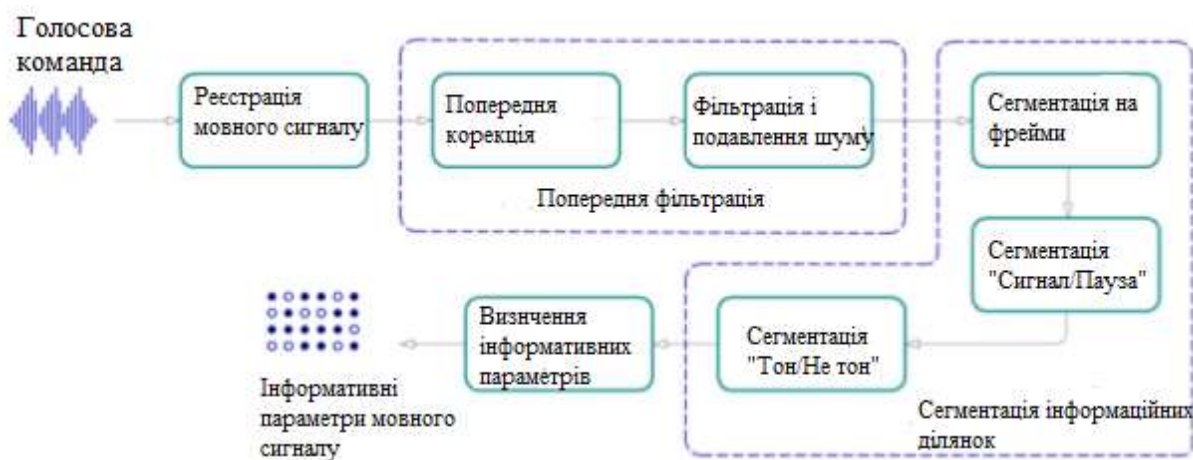 Голосова
команда
Реєстрація
мовного сигналу
Попередня
корекція
Фільтрація і
подавлення шуму
Попередня фільтрація
Сегментація на
фрейми
Сегментація
"Сигнал/Пауза"
Сегментація
"Тон/Не тон"
Сегментація інформаційних
ділянок
Визнчення
інформативних
параметрів
Інформативні
параметри мовного
сигналу